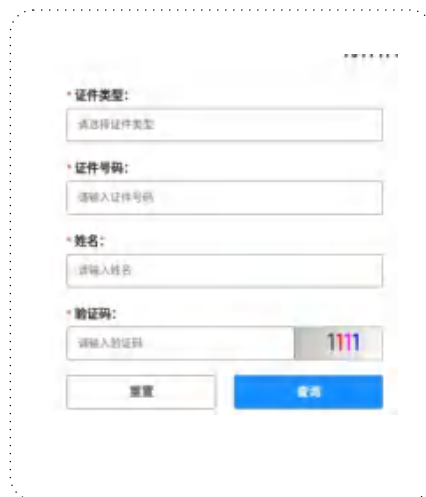 * 证件类型：
请选择证件类型
* 证件号码：
请输入证件号码
* 姓名：
请输入姓名
* 验证码：
请输入验证码 1111
重置 查询